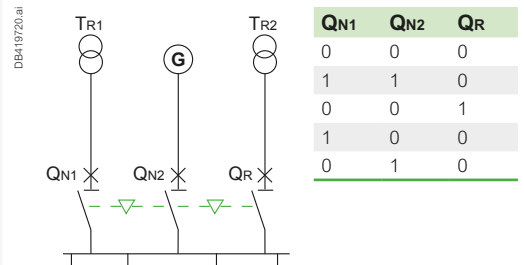 DB419720.ai
TR1
TR2
G
QN1
QN2
QR
QN1 QN2 QR
0 0 0
1 1 0
0 0 1
1 0 0
0 1 0